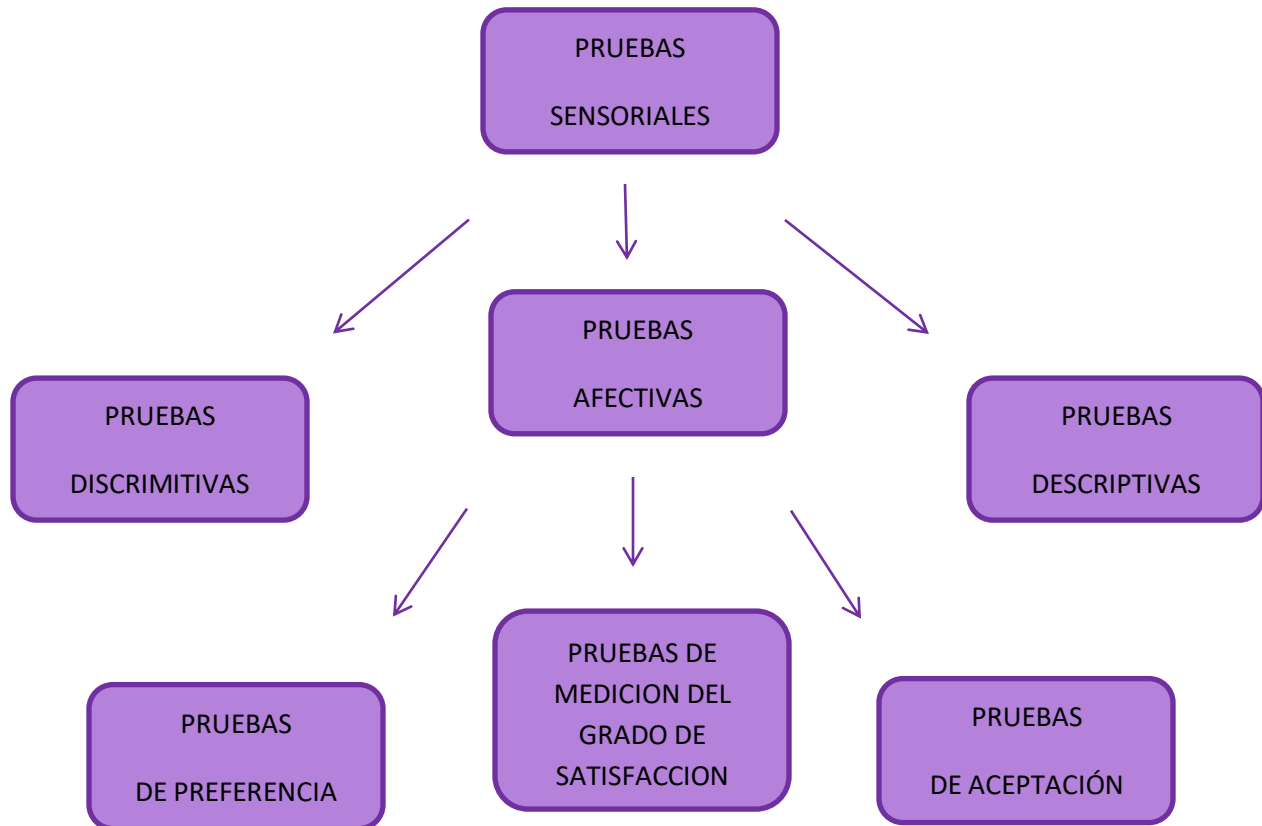 PRUEBAS
SENSORIALES
PRUEBAS
AFECTIVAS
PRUEBAS
DISCRIMITIVAS
PRUEBAS
DESCRIPTIVAS
PRUEBAS
DE PREFERENCIA
PRUEBAS DE
MEDICION DEL
GRADO DE
SATISFACCION
PRUEBAS
DE ACEPTACIÓN